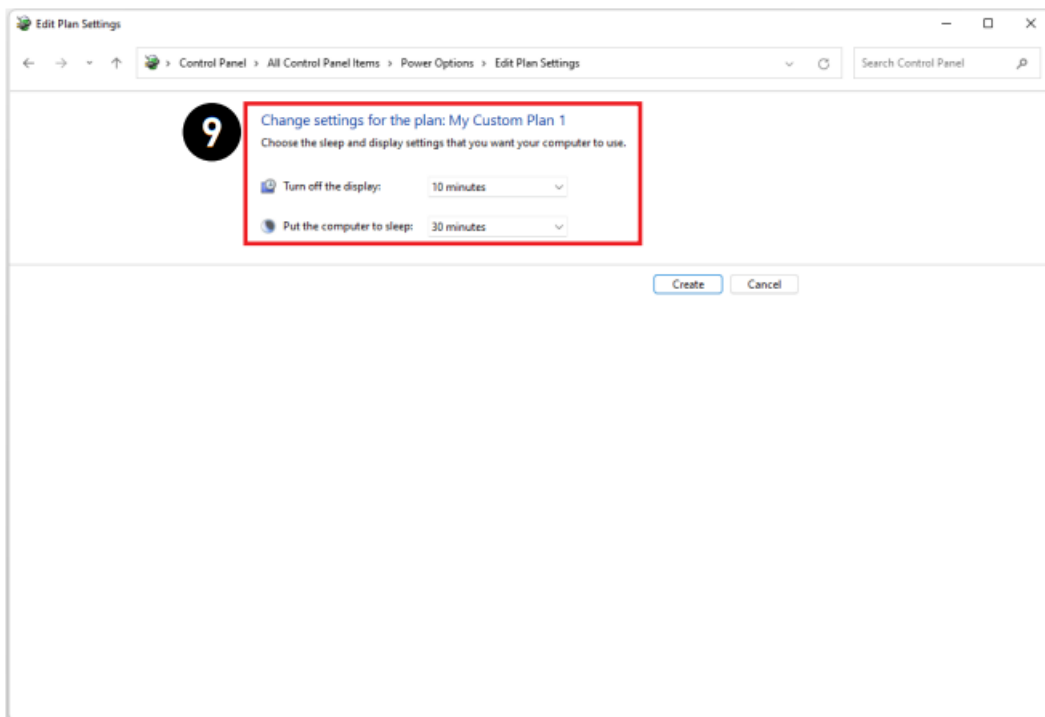 Edit Plan Settings
Control Panel > All Control Panel Items > Power Options > Edit Plan Settings
Search Control Panel
9
Change settings for the plan: My Custom Plan 1
Choose the sleep and display settings that you want your computer to use.
Turn off the display: 10 minutes
Put the computer to sleep: 30 minutes
Create Cancel